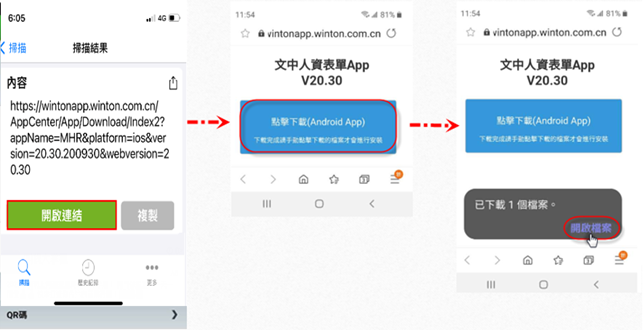 6:05
4G
掃描
掃描結果
內容
https://wintonapp.winton.com.cn/
AppCenter/App/Download/Index2?
appName=MHR&platform=ios&ver
sion=20.30.200930&webversion=2
0.30
開啟連結
複製
掃描
歷史紀錄
更多
QR碼
11:54
81%
vintonapp.winton.com.cn
文中人資表單App
V20.30
點擊下載(Android App)
下載完成請手動點擊下載的檔案才會進行安裝
11:54
81%
vintonapp.winton.com.cn
文中人資表單App
V20.30
點擊下載(Android App)
下載完成請手動點擊下載的檔案才會進行安裝
已下載 1 個檔案。
開啟檔案